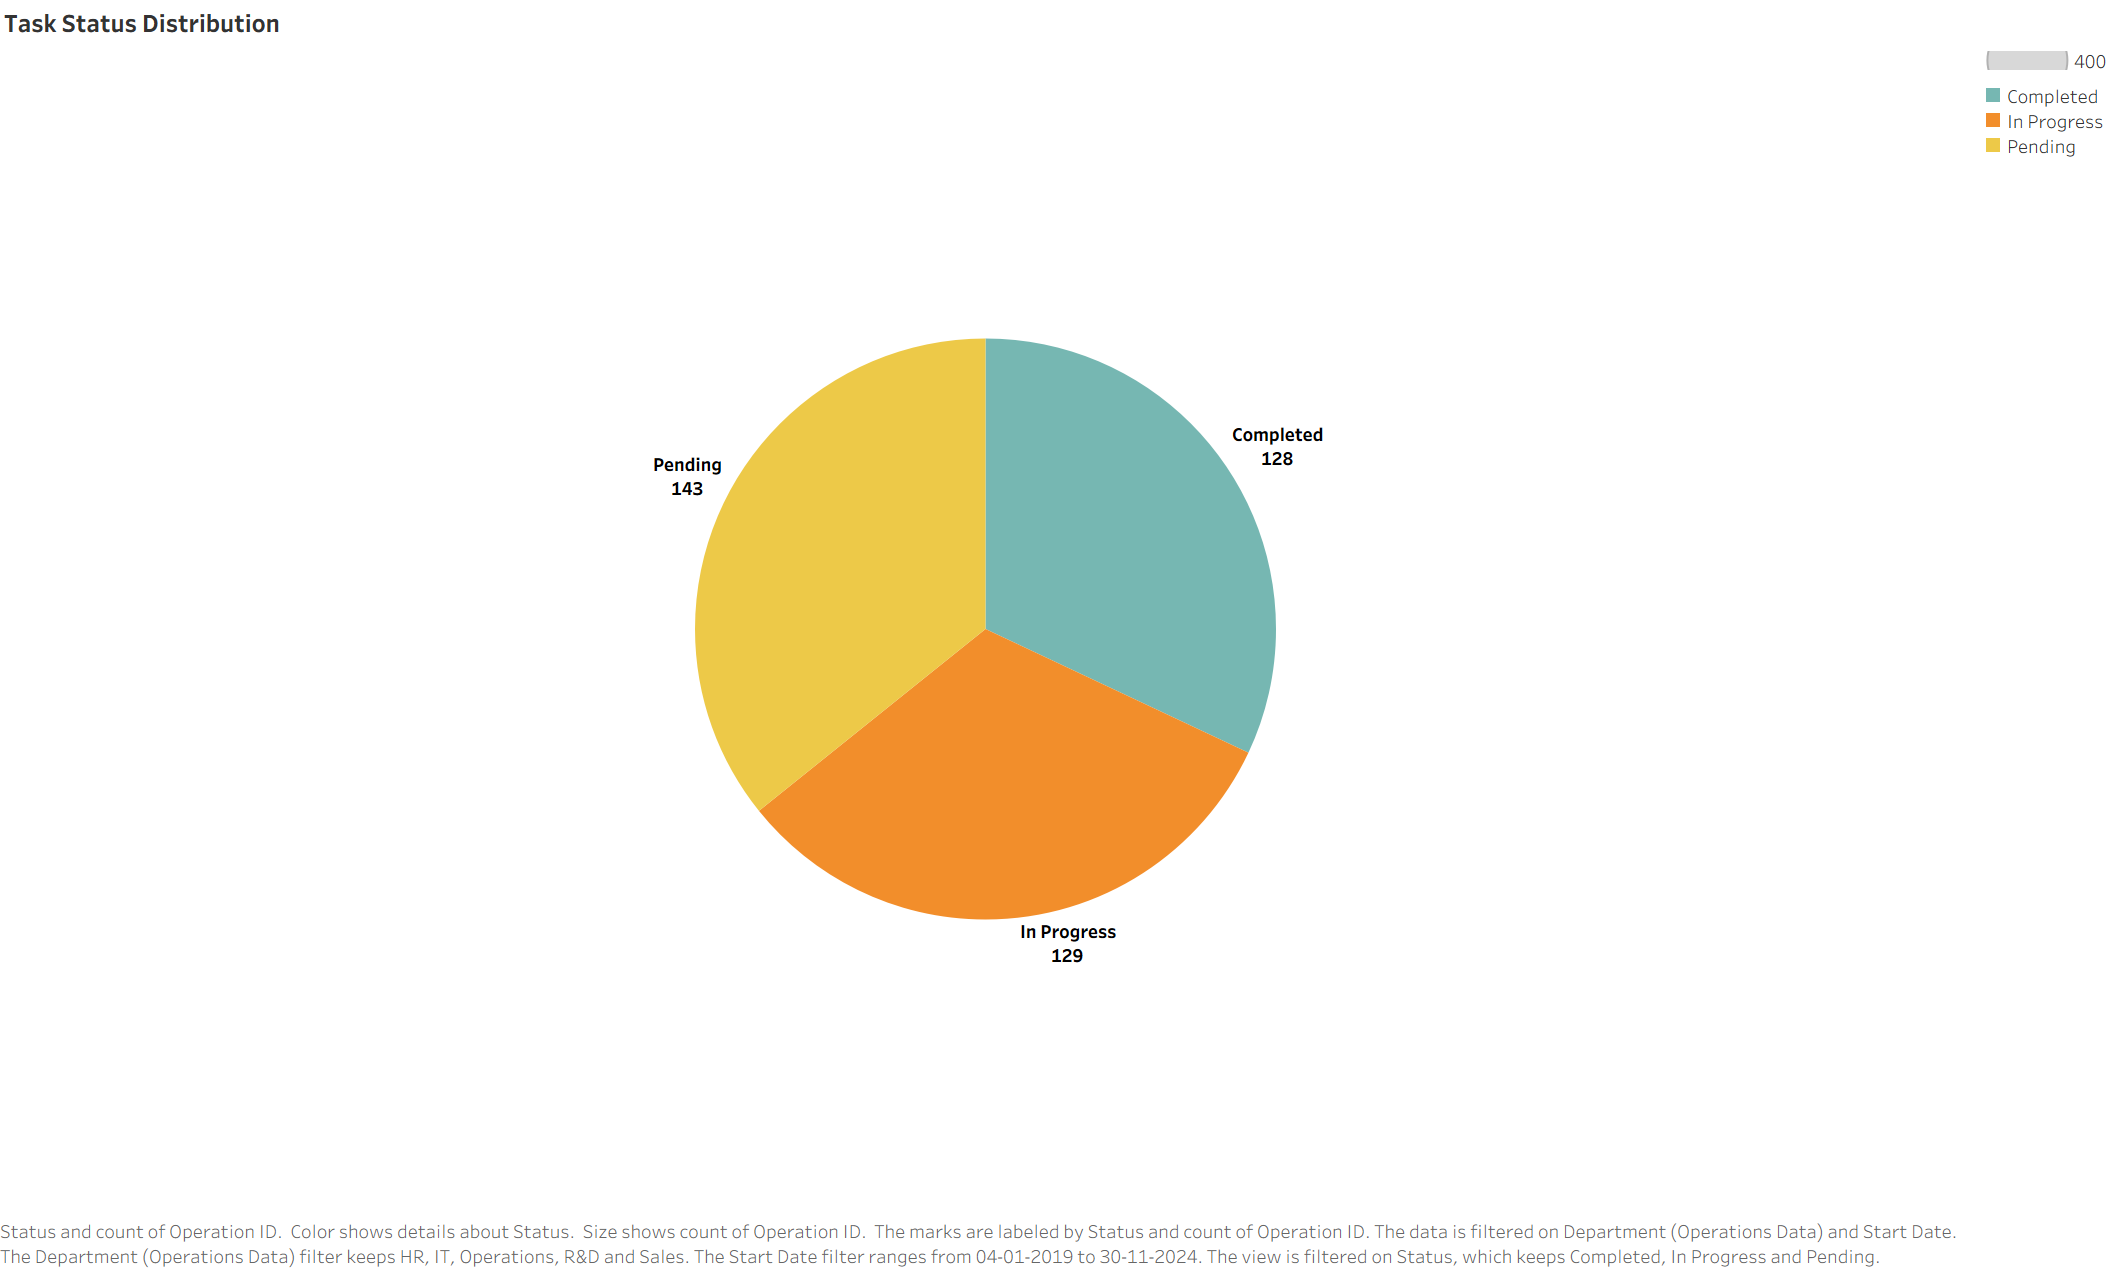 Task Status Distribution
400
Completed
In Progress
Pending
Completed
128
Pending
143
In Progress
129
Status and count of Operation ID.  Color shows details about Status.  Size shows count of Operation ID.  The marks are labeled by Status and count of Operation ID. The data is filtered on Department (Operations Data) and Start Date.
The Department (Operations Data) filter keeps HR, IT, Operations, R&D and Sales. The Start Date filter ranges from 04-01-2019 to 30-11-2024. The view is filtered on Status, which keeps Completed, In Progress and Pending.